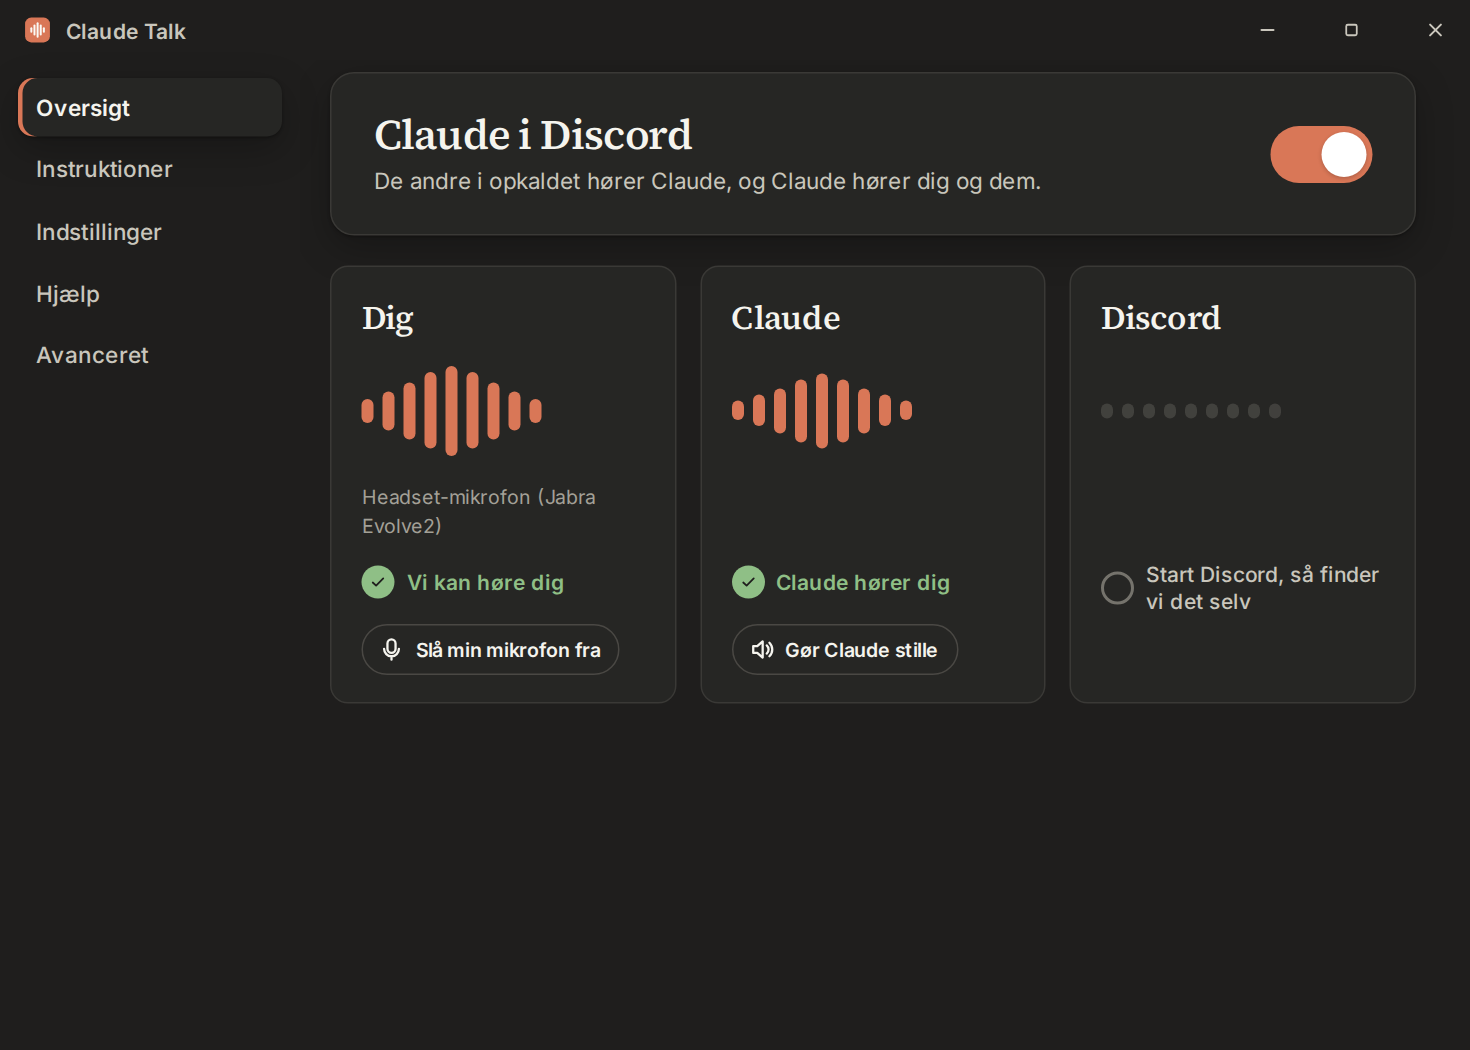 Claude Talk
Oversigt
Instruktioner
Indstillinger
Hjælp
Avanceret
Claude i Discord
De andre i opkaldet hører Claude, og Claude hører dig og dem.
Dig
Headset-mikrofon (Jabra
Evolve2)
Vi kan høre dig
Slå min mikrofon fra
Claude
Claude hører dig
Gør Claude stille
Discord
Start Discord, så finder
vi det selv